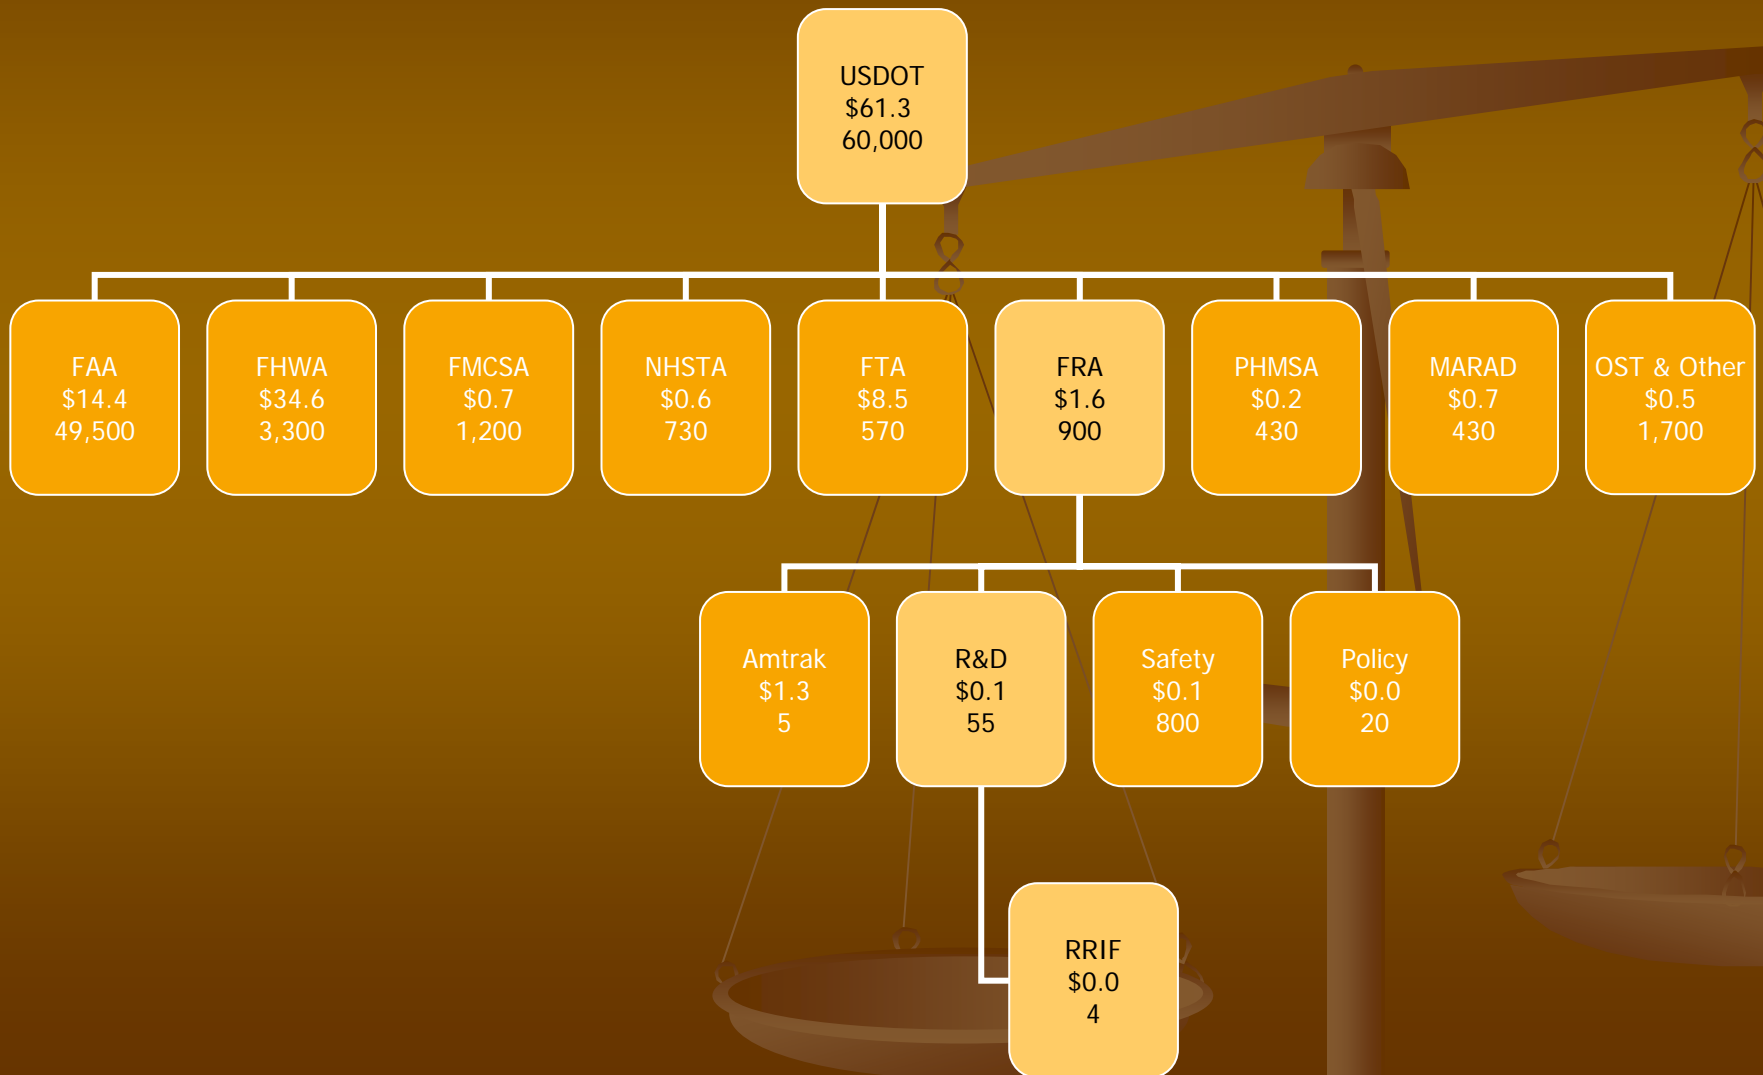 USDOT
$61.3
60,000
FAA
$14.4
49,500
FHWA
$34.6
3,300
FMCSA
$0.7
1,200
NHSTA
$0.6
730
FTA
$8.5
570
FRA
$1.6
900
PHMSA
$0.2
430
MARAD
$0.7
430
OST & Other
$0.5
1,700
Amtrak
$1.3
5
R&D
$0.1
55
Safety
$0.1
800
Policy
$0.0
20
RRIF
$0.0
4